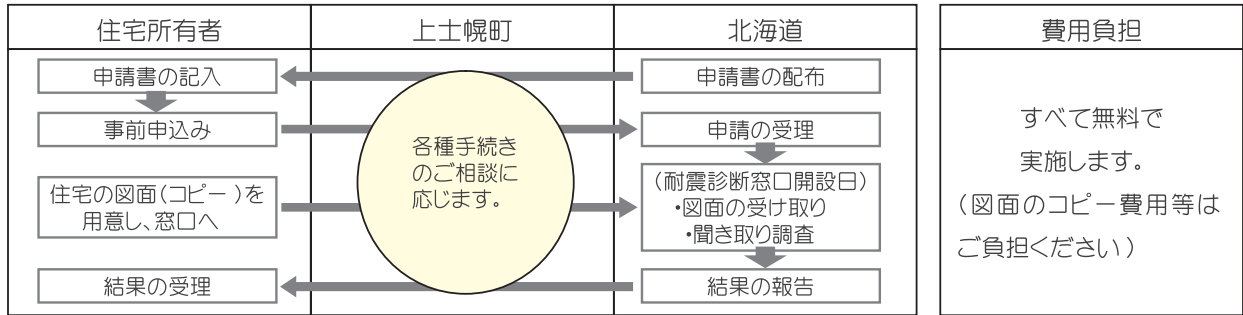 住宅所有者
上士幌町
北海道
費用負担
申請書の記入
申請書の配布
事前申込み
申請の受理
各種手続き
のご相談に
応じます。
住宅の図面(コピー)を
用意し、窓口へ
(耐震診断窓口開設日)
・図面の受け取り
・聞き取り調査
結果の受理
結果の報告
すべて無料で
実施します。
(図面のコピー費用等は
ご負担ください)